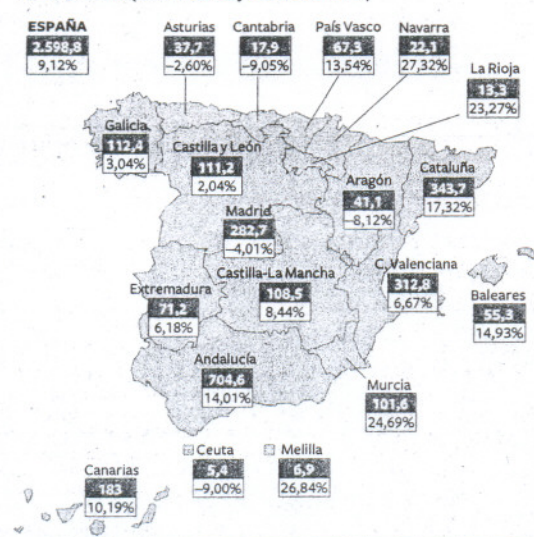 ESPAÑA
2.598,8
9,12%
Asturias
37,7
–2,60%
Cantabria
17,9
–9,05%
País Vasco
67,3
13,54%
Navarra
22,1
27,32%
La Rioja
13,3
23,27%
Galicia
112,4
3,04%
Castilla y León
111,2
2,04%
Aragón
41,1
–8,12%
Cataluña
343,7
17,32%
Madrid
282,7
–4,01%
Castilla-La Mancha
108,5
8,44%
C. Valenciana
312,8
6,67%
Baleares
55,3
14,93%
Extremadura
71,2
6,18%
Andalucía
704,6
14,01%
Murcia
101,6
24,69%
Ceuta
5,4
–9,00%
Melilla
6,9
26,84%
Canarias
183
10,19%